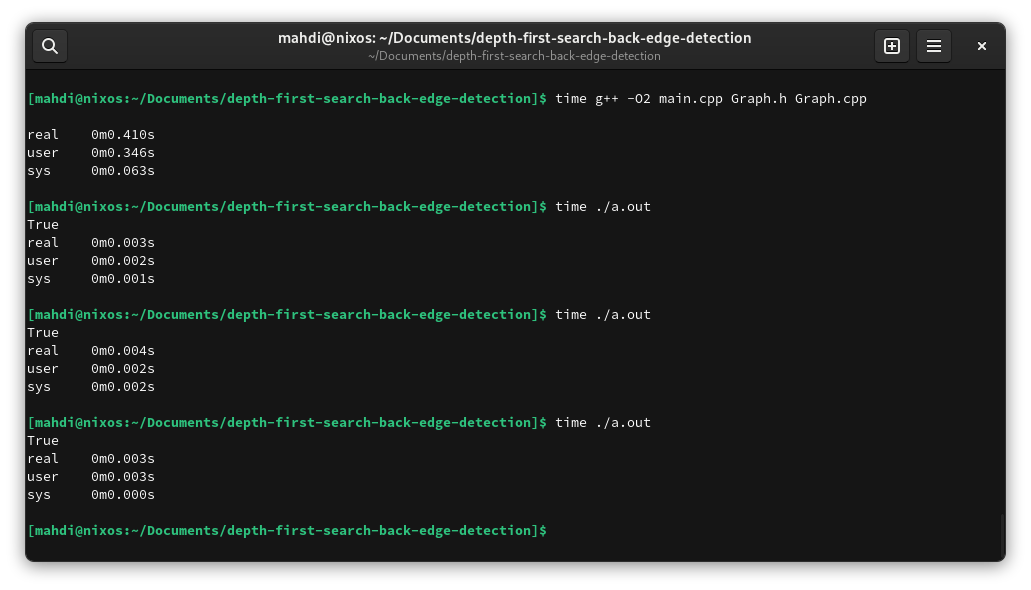 mahdi@nixos: ~/Documents/depth-first-search-back-edge-detection
~/Documents/depth-first-search-back-edge-detection
[mahdi@nixos:~/Documents/depth-first-search-back-edge-detection]$ time g++ -O2 main.cpp Graph.h Graph.cpp
real 0m0.410s
user 0m0.346s
sys 0m0.063s
[mahdi@nixos:~/Documents/depth-first-search-back-edge-detection]$ time ./a.out
True
real 0m0.003s
user 0m0.002s
sys 0m0.001s
[mahdi@nixos:~/Documents/depth-first-search-back-edge-detection]$ time ./a.out
True
real 0m0.004s
user 0m0.002s
sys 0m0.002s
[mahdi@nixos:~/Documents/depth-first-search-back-edge-detection]$ time ./a.out
True
real 0m0.003s
user 0m0.003s
sys 0m0.000s
[mahdi@nixos:~/Documents/depth-first-search-back-edge-detection]$